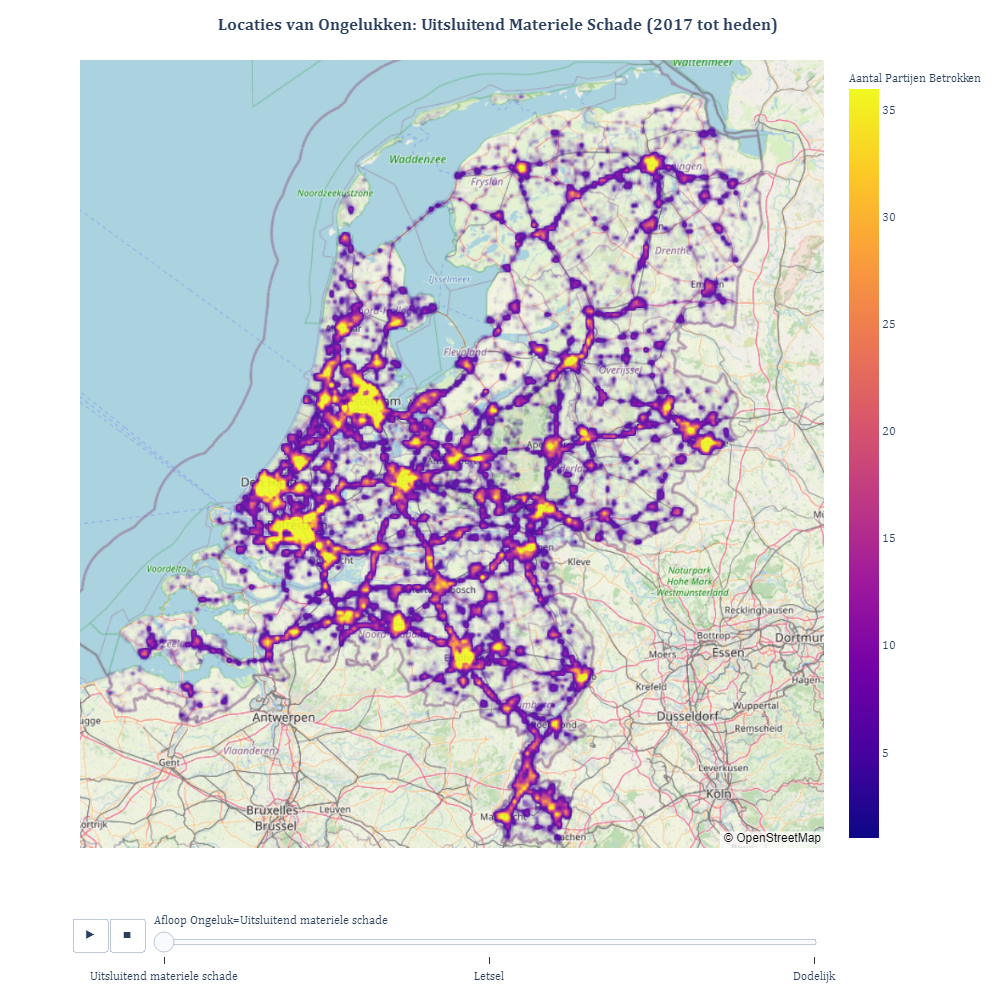 Locaties van Ongelukken: Uitsluitend Materiele Schade (2017 tot heden)
Aantal Partijen Betrokken
35
30
25
20
15
10
5
Wattenmeer
Waddenzee
Noordzeekustzone
Fryslân
Drenthe
IJsselmeer
Flevoland
Overijssel
Voordelta
Kleve
Naturpark
Hohe Mark
-Westmunsterland
Recklinghausen
Bottrop
Essen
Moers
Hagen
Krefeld
Wuppertal
Düsseldorf
Remscheid
Leverkusen
Köln
Antwerpen
Vlaanderen
Gent
Leuven
Bruxelles-
Brussel
© OpenStreetMap
Afloop Ongeluk=Uitsluitend materiele schade
Uitsluitend materiele schade
Letsel
Dodelijk